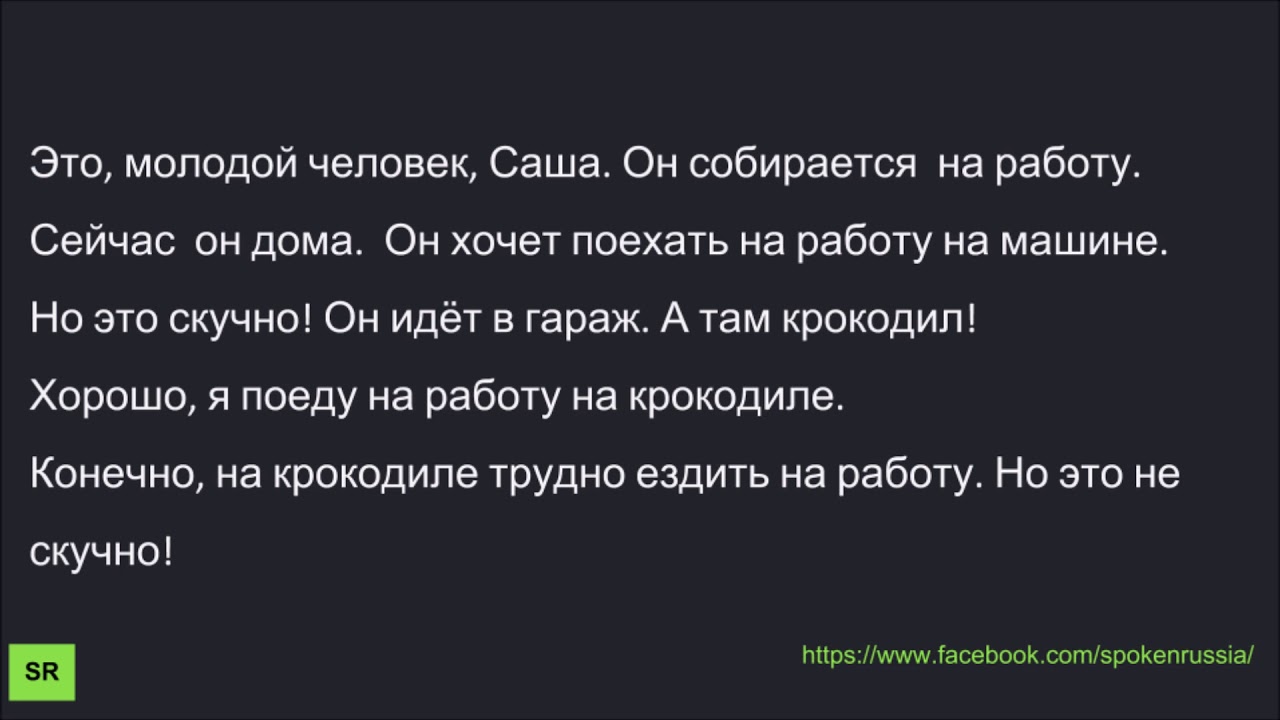 Это, молодой человек, Саша. Он собирается  на работу.
Сейчас  он дома.  Он хочет поехать на работу на машине.
Но это скучно! Он идёт в гараж. А там крокодил!
Хорошо, я поеду на работу на крокодиле.
Конечно, на крокодиле трудно ездить на работу. Но это не
скучно!
SR
https://www.facebook.com/spokenrussia/